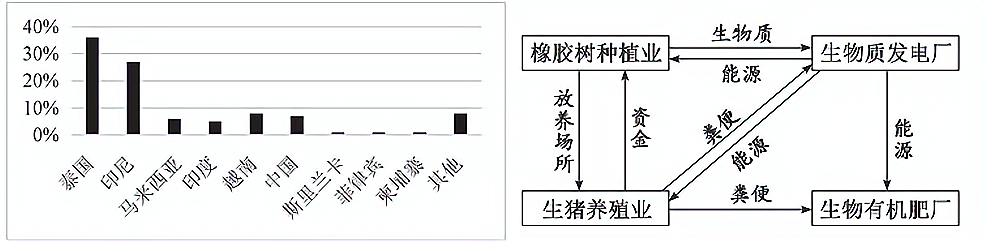 40%
30%
20%
10%
0%
泰国
印尼
马来西亚
印度
越南
中国
斯里兰卡
菲律宾
柬埔寨
其他
橡胶树种植业
生物质
能源
生物质发电厂
放养场所
资金
粪便
能源
能源
生猪养殖业
粪便
生物有机肥厂